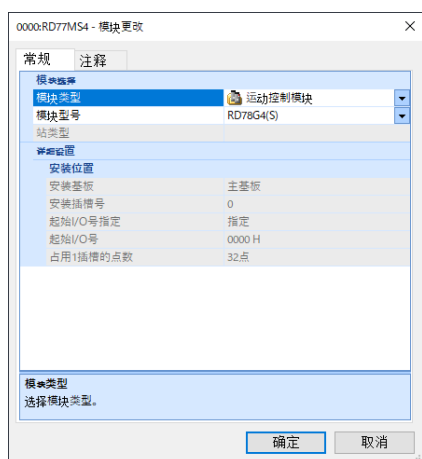 0000:RD77MS4 - 模块更改
常规 注释
模块选择
模块类型 运动控制模块
模块型号 RD78G4(S)
站类型
详细设置
安装位置
安装基板 主基板
安装插槽号 0
起始I/O号指定 指定
起始I/O号 0000 H
占用1插槽的点数 32点
模块类型
选择模块类型。
确定 取消